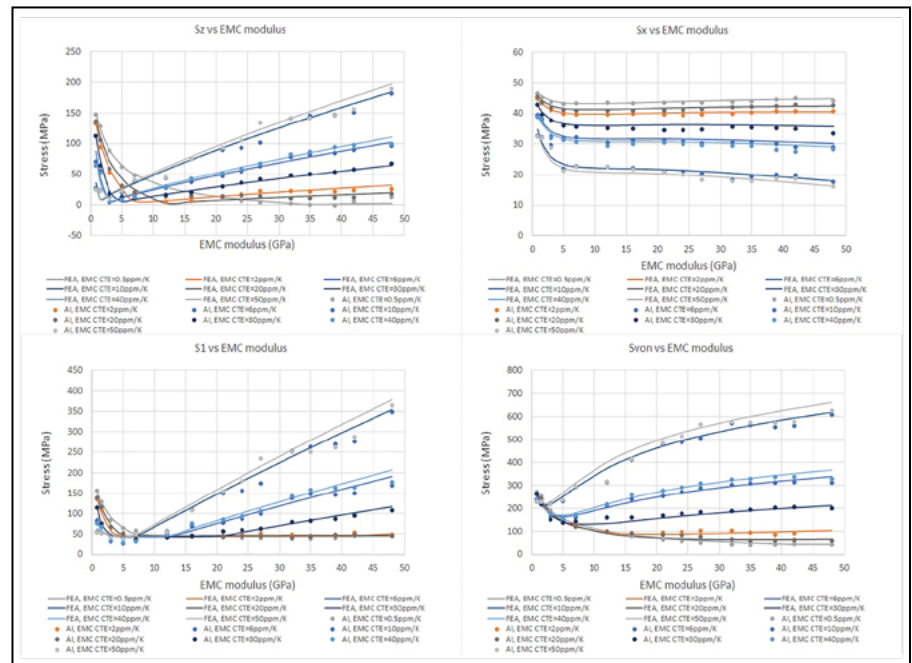 Sz vs EMC modulus
Stress (MPa)
250
200
150
100
50
0
-50
0 5 10 15 20 25 30 35 40 45 50
EMC modulus (GPa)
FEA, EMC CTE=0.5ppm/K FEA, EMC CTE=2ppm/K FEA, EMC CTE=6ppm/K
FEA, EMC CTE=10ppm/K FEA, EMC CTE=20ppm/K FEA, EMC CTE=30ppm/K
FEA, EMC CTE=40ppm/K FEA, EMC CTE=50ppm/K AI, EMC CTE=0.5ppm/K
AI, EMC CTE=2ppm/K AI, EMC CTE=6ppm/K AI, EMC CTE=10ppm/K
AI, EMC CTE=20ppm/K AI, EMC CTE=30ppm/K AI, EMC CTE=40ppm/K
AI, EMC CTE=50ppm/K
Sx vs EMC modulus
Stress (MPa)
60
50
40
30
20
10
0
0 5 10 15 20 25 30 35 40 45 50
EMC modulus (GPa)
FEA, EMC CTE=0.5ppm/K FEA, EMC CTE=2ppm/K FEA, EMC CTE=6ppm/K
FEA, EMC CTE=10ppm/K FEA, EMC CTE=20ppm/K FEA, EMC CTE=30ppm/K
FEA, EMC CTE=40ppm/K FEA, EMC CTE=50ppm/K AI, EMC CTE=0.5ppm/K
AI, EMC CTE=2ppm/K AI, EMC CTE=6ppm/K AI, EMC CTE=10ppm/K
AI, EMC CTE=20ppm/K AI, EMC CTE=30ppm/K AI, EMC CTE=40ppm/K
AI, EMC CTE=50ppm/K
S1 vs EMC modulus
Stress (MPa)
450
400
350
300
250
200
150
100
50
0
0 5 10 15 20 25 30 35 40 45 50
EMC modulus (GPa)
FEA, EMC CTE=0.5ppm/K FEA, EMC CTE=2ppm/K FEA, EMC CTE=6ppm/K
FEA, EMC CTE=10ppm/K FEA, EMC CTE=20ppm/K FEA, EMC CTE=30ppm/K
FEA, EMC CTE=40ppm/K FEA, EMC CTE=50ppm/K AI, EMC CTE=0.5ppm/K
AI, EMC CTE=2ppm/K AI, EMC CTE=6ppm/K AI, EMC CTE=10ppm/K
AI, EMC CTE=20ppm/K AI, EMC CTE=30ppm/K AI, EMC CTE=40ppm/K
AI, EMC CTE=50ppm/K
Svon vs EMC modulus
Stress (MPa)
800
700
600
500
400
300
200
100
0
0 5 10 15 20 25 30 35 40 45 50
EMC modulus (GPa)
FEA, EMC CTE=0.5ppm/K FEA, EMC CTE=2ppm/K FEA, EMC CTE=6ppm/K
FEA, EMC CTE=10ppm/K FEA, EMC CTE=20ppm/K FEA, EMC CTE=30ppm/K
FEA, EMC CTE=40ppm/K FEA, EMC CTE=50ppm/K AI, EMC CTE=0.5ppm/K
AI, EMC CTE=2ppm/K AI, EMC CTE=6ppm/K AI, EMC CTE=10ppm/K
AI, EMC CTE=20ppm/K AI, EMC CTE=30ppm/K AI, EMC CTE=40ppm/K
AI, EMC CTE=50ppm/K